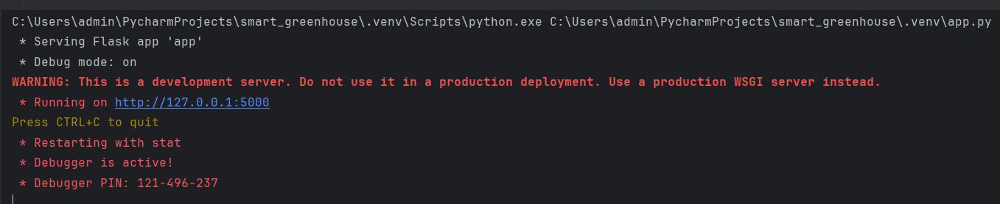 C:\Users\admin\PycharmProjects\smart_greenhouse\.venv\Scripts\python.exe C:\Users\admin\PycharmProjects\smart_greenhouse\.venv\app.py
 * Serving Flask app 'app'
 * Debug mode: on
WARNING: This is a development server. Do not use it in a production deployment. Use a production WSGI server instead.
 * Running on http://127.0.0.1:5000
Press CTRL+C to quit
 * Restarting with stat
 * Debugger is active!
 * Debugger PIN: 121-496-237